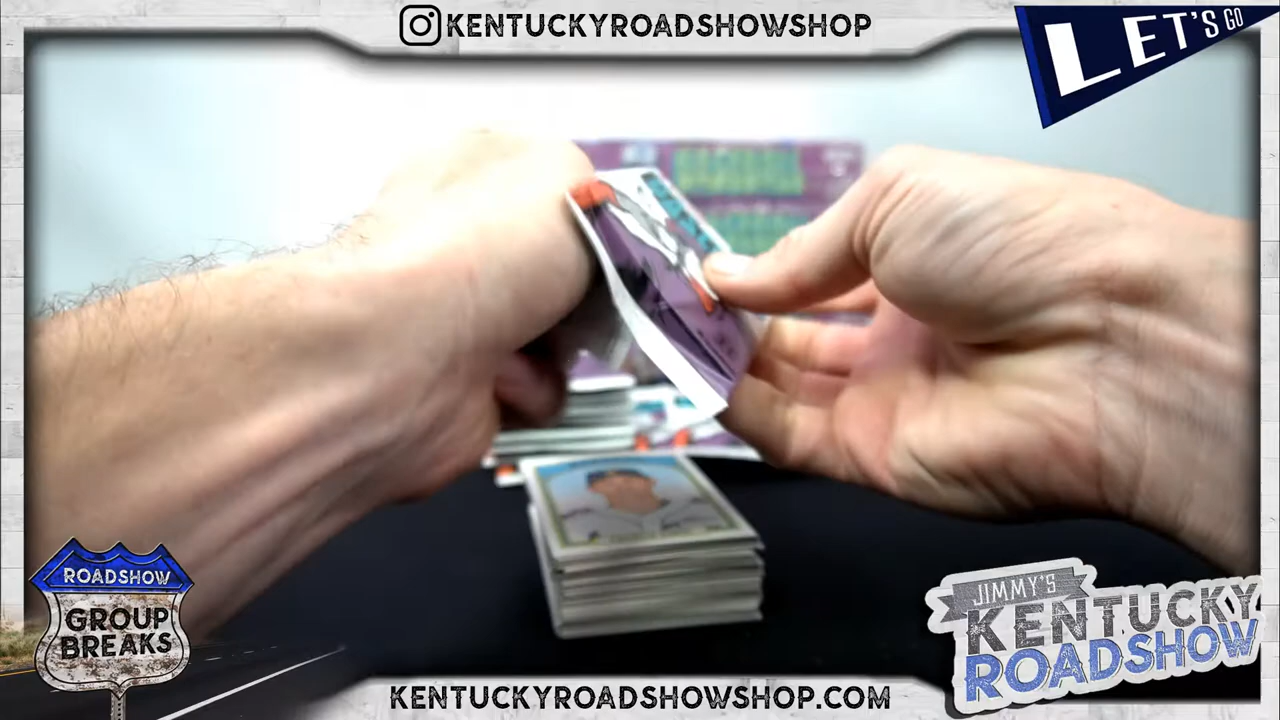 KENTUCKYROADSHOWSHOP
LET'S GO
ROADSHOW
GROUP
BREAKS
JIMMY'S
KENTUCKY
ROADSHOW
KENTUCKYROADSHOWSHOP.COM